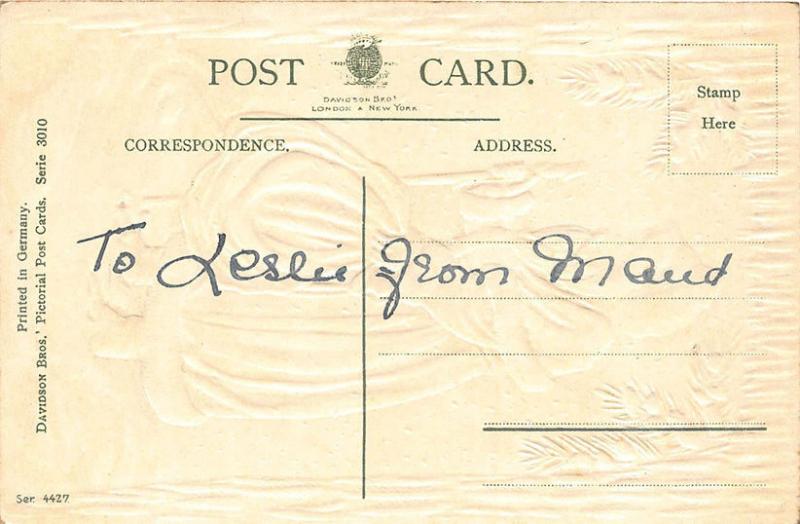 POST CARD.
DAVIDSON BROS.
LONDON & NEW YORK
Stamp
Here
CORRESPONDENCE.
ADDRESS.
To Leslie from Maud
Printed in Germany.
DAVIDSON BROS.' Pictorial Post Cards. Serie 3010
Ser. 4427